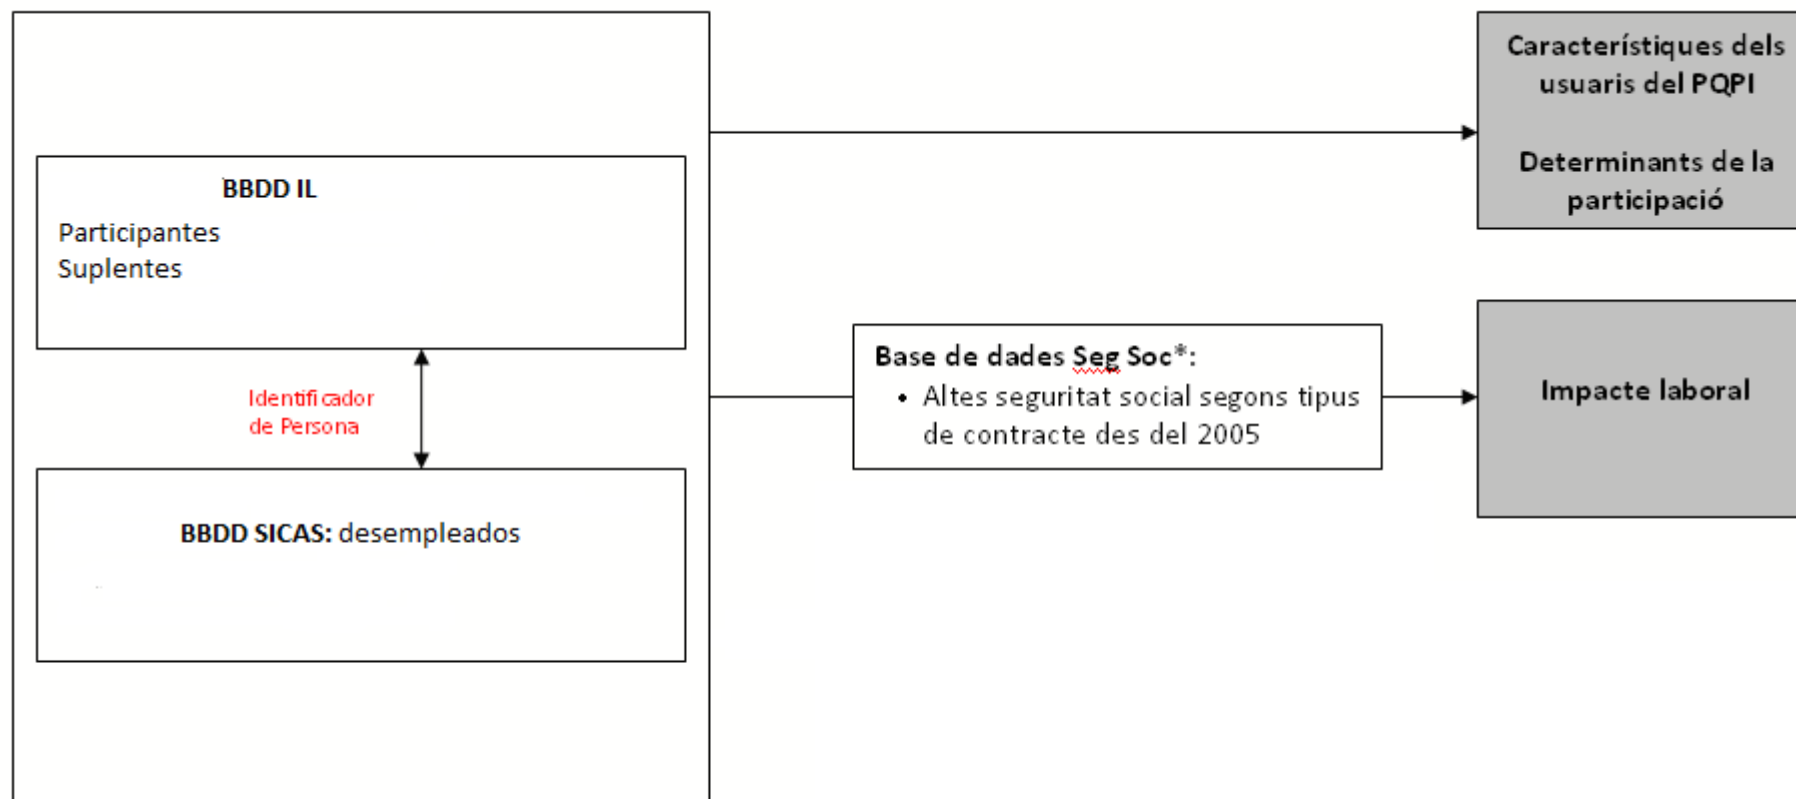 Característiques dels
usuaris del PQPI
Determinants de la
participació
BBDD IL
Participantes
Suplentes
Identificador
de Persona
Base de dades Seg Soc*:
• Altes seguritat social segons tipus
de contracte des del 2005
Impacte laboral
BBDD SICAS: desempleados